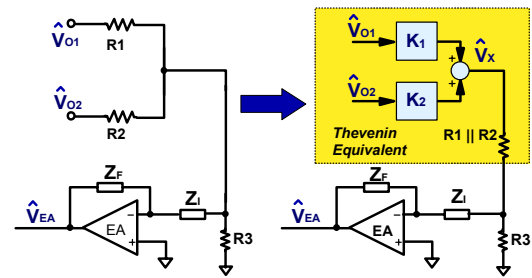 V̂O1
R1
V̂O2
R2
ZF
V̂EA
EA
−
+
ZI
R3
V̂O1
K1
V̂X
+
+
V̂O2
K2
Thevenin
Equivalent
R1 || R2
ZF
V̂EA
EA
−
+
ZI
R3